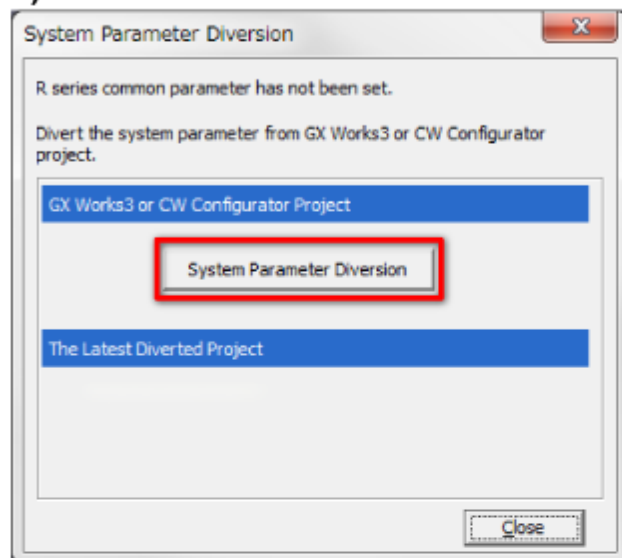 System Parameter Diversion
R series common parameter has not been set.
Divert the system parameter from GX Works3 or CW Configurator
project.
GX Works3 or CW Configurator Project
System Parameter Diversion
The Latest Diverted Project
Close